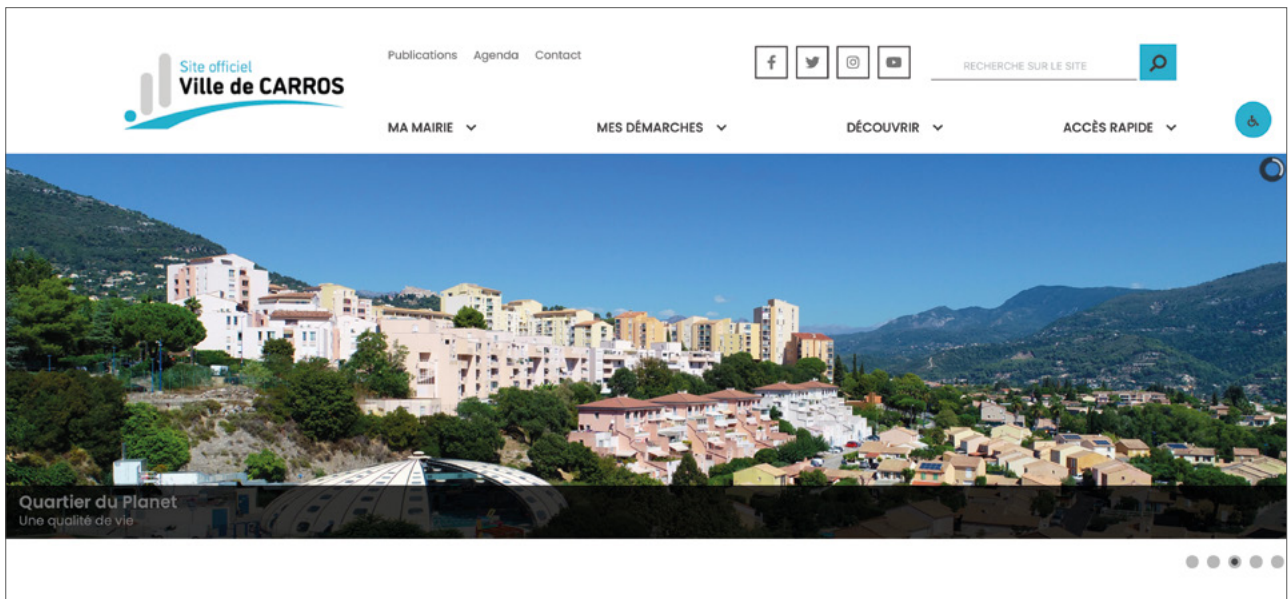 Site officiel
Ville de CARROS
Publications Agenda Contact
RECHERCHE SUR LE SITE
MA MAIRIE
MES DÉMARCHES
DÉCOUVRIR
ACCÈS RAPIDE
Quartier du Planet
Une qualité de vie